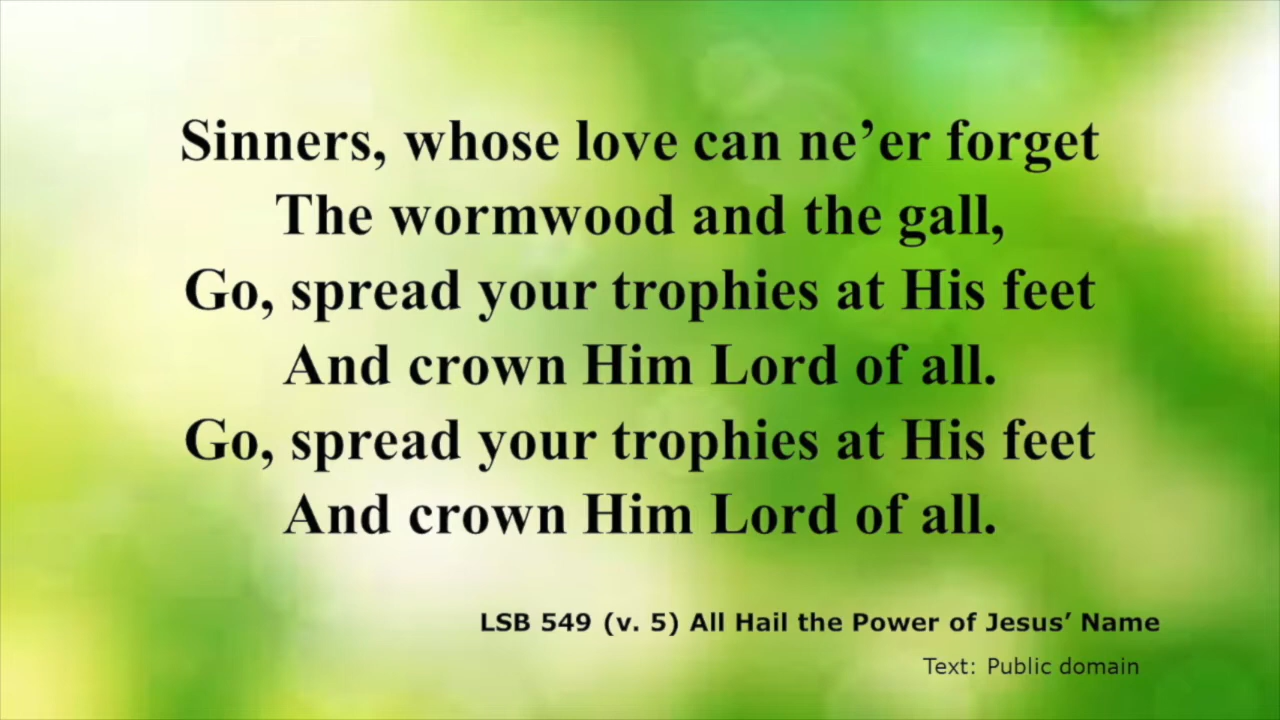 Sinners, whose love can ne’er forget
The wormwood and the gall,
Go, spread your trophies at His feet
And crown Him Lord of all.
Go, spread your trophies at His feet
And crown Him Lord of all.
LSB 549 (v. 5) All Hail the Power of Jesus’ Name
Text: Public domain